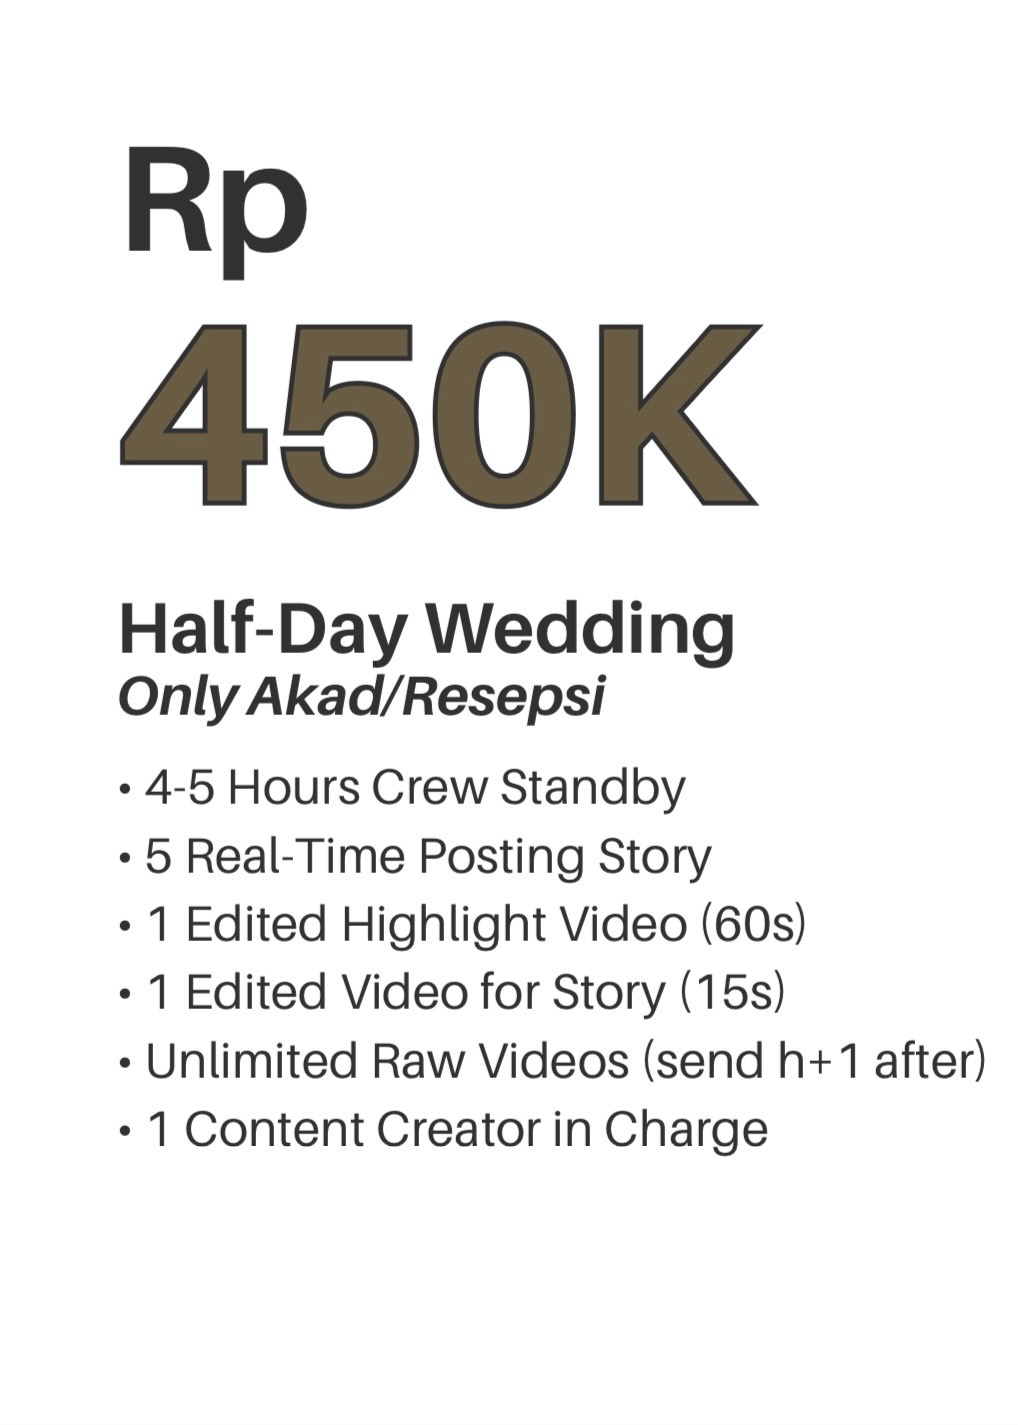 Rp
450K
Half-Day Wedding
Only Akad/Resepsi
• 4-5 Hours Crew Standby
• 5 Real-Time Posting Story
• 1 Edited Highlight Video (60s)
• 1 Edited Video for Story (15s)
• Unlimited Raw Videos (send h+1 after)
• 1 Content Creator in Charge